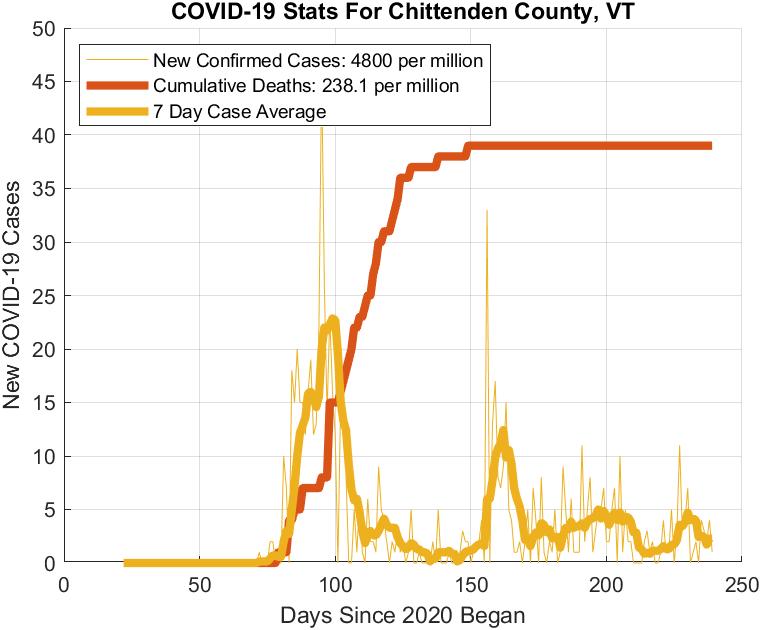 COVID-19 Stats For Chittenden County, VT
New Confirmed Cases: 4800 per million
Cumulative Deaths: 238.1 per million
7 Day Case Average
50
45
40
35
30
25
20
15
10
5
0
New COVID-19 Cases
0 50 100 150 200 250
Days Since 2020 Began